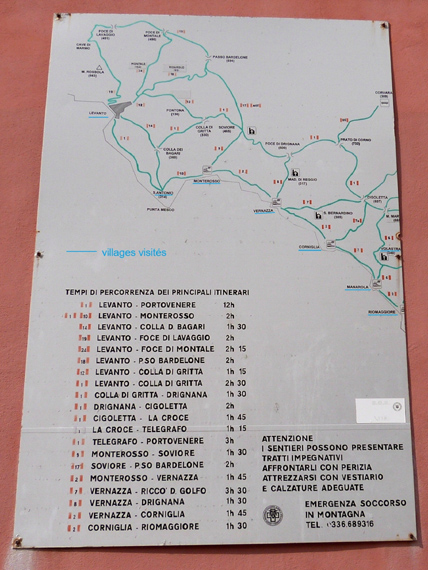 FOCE DI
LAVAGGIO
FOCE DI
MONTALE
CAVE DI
MARMO
PASSO BARDELLONE
M. ROSSOLA
LEVANTO
FONTONA
COLLA DI
GRITTA
SOVIORE
COLLA DEI
BAGARI
FOCE DRIGNANA
PRATO DI CORNO
MONTEROSSO
MAD. DI REGGIO
S. ANTONIO
PUNTA MESCO
VERNAZZA
CIGOLETTA
S. BERNARDINO
CORNIGLIA
VOLASTRA
MANAROLA
RIOMAGGIORE
villages visités
TEMPI DI PERCORRENZA DEI PRINCIPALI ITINERARI
LEVANTO - PORTOVENERE 12h
LEVANTO - MONTEROSSO 2h
LEVANTO - COLLA D BAGARI 1h 30
LEVANTO - FOCE DI LAVAGGIO 2h
LEVANTO - FOCE DI MONTALE 2h 15
LEVANTO - P.SO BARDELONE 2h
LEVANTO - COLLA DI GRITTA 1h 15
LEVANTO - COLLA DI GRITTA 2h 30
COLLA DI GRITTA - DRIGNANA 1h 30
DRIGNANA - CIGOLETTA 2h
CIGOLETTA - LA CROCE 1h 45
LA CROCE - TELEGRAFO 1h 15
TELEGRAFO - PORTOVENERE 3h
MONTEROSSO - SOVIORE 1h 30
SOVIORE - P.SO BARDELONE 2h
MONTEROSSO - VERNAZZA 1h 45
VERNAZZA - RICCO' D GOLFO 3h 30
VERNAZZA - DRIGNANA 1h 30
VERNAZZA - CORNIGLIA 1h 45
CORNIGLIA - RIOMAGGIORE 1h 30
ATTENZIONE
I SENTIERI POSSONO PRESENTARE
TRATTI IMPEGNATIVI
AFFRONTARLI CON PERIZIA
ATTREZZARSI CON VESTIARIO
E CALZATURE ADEGUATE
EMERGENZA SOCCORSO
IN MONTAGNA
TEL. 0336.689316